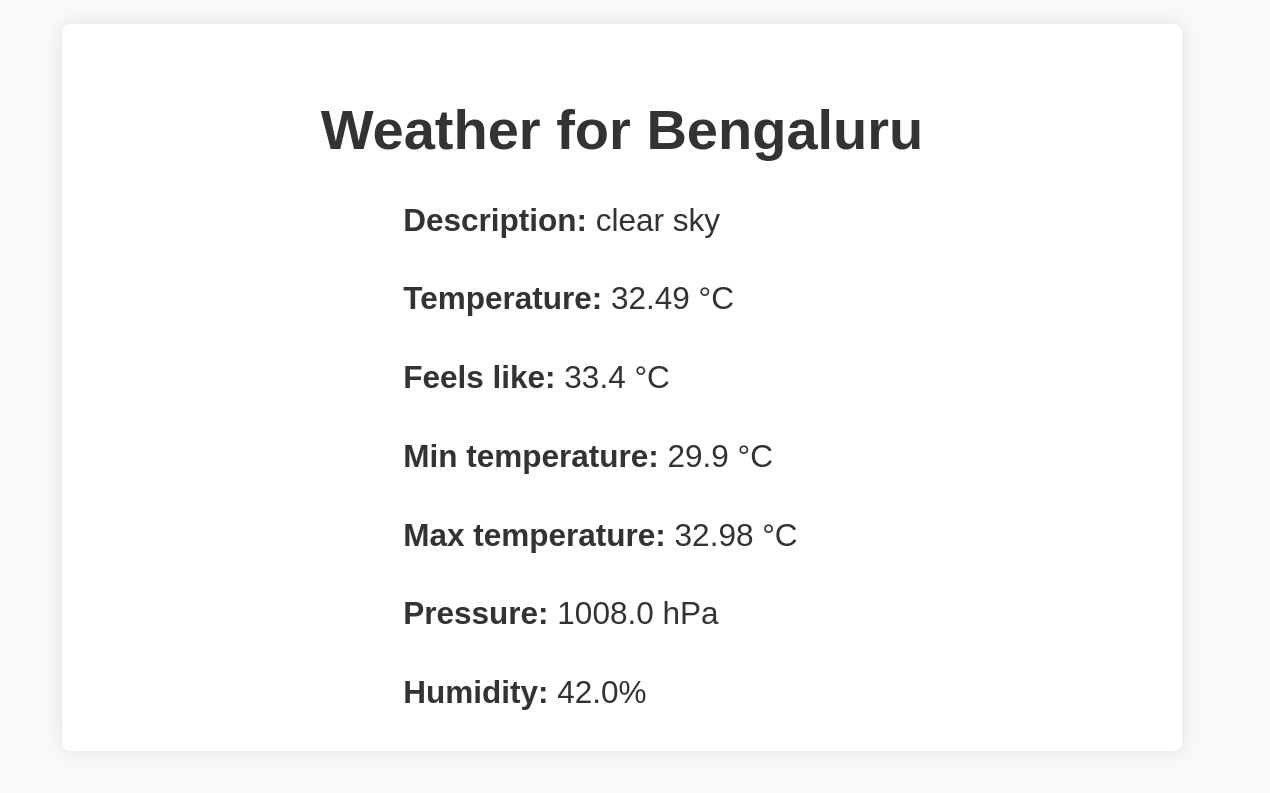 Weather for Bengaluru
Description: clear sky
Temperature: 32.49 °C
Feels like: 33.4 °C
Min temperature: 29.9 °C
Max temperature: 32.98 °C
Pressure: 1008.0 hPa
Humidity: 42.0%